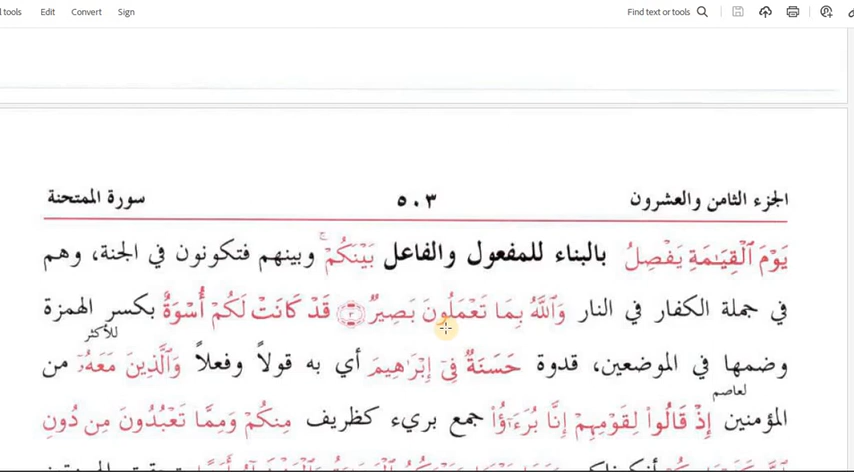 tools Edit Convert Sign Find text or tools
الجزء الثامن والعشرون ٥٠٣ سورة الممتحنة
يَوْمَ ٱلْقِيَٰمَةِ يَفْصِلُ بالبناء للمفعول والفاعل بَيْنَكُمْ ۚ وبينهم فتكونون في الجنة، وهم
في جملة الكفار في النار وَٱللَّهُ بِمَا تَعْمَلُونَ بَصِيرٌ ٣ قَدْ كَانَتْ لَكُمْ أُسْوَةٌ بكسر الهمزة
للأكثر
وضمها في الموضعين، قدوة حَسَنَةٌ فِىٓ إِبْرَٰهِيمَ أي به قولاً وفعلاً وَٱلَّذِينَ مَعَهُۥٓ من
لعاصم
المؤمنين إِذْ قَالُوا۟ لِقَوْمِهِمْ إِنَّا بُرَءَٰٓؤُا۟ جمع بريء كظريف مِنكُمْ وَمِمَّا تَعْبُدُونَ مِن دُونِ